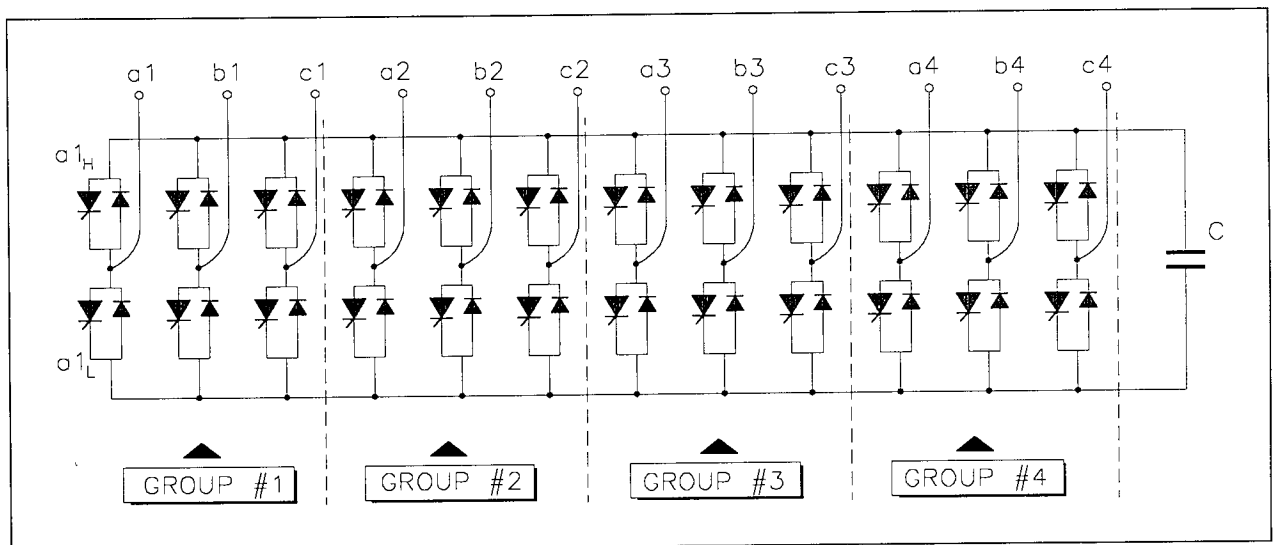 a1 b1 c1 a2 b2 c2 a3 b3 c3 a4 b4 c4
a1H
C
a1L
GROUP #1 GROUP #2 GROUP #3 GROUP #4